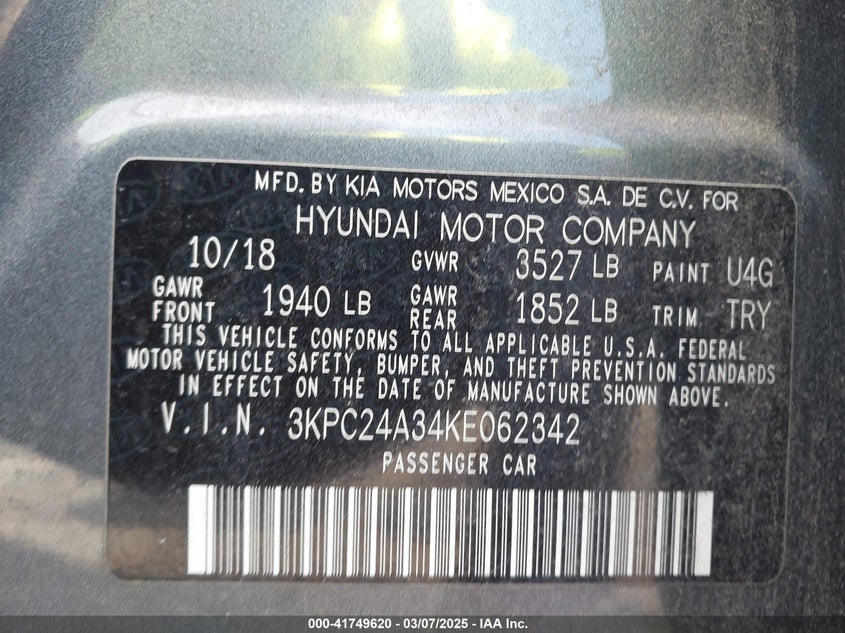 MFD. BY KIA MOTORS MEXICO S.A. DE C.V. FOR
HYUNDAI MOTOR COMPANY
10/18 GVWR 3527 LB PAINT U4G
GAWR FRONT 1940 LB GAWR REAR 1852 LB TRIM TRY
THIS VEHICLE CONFORMS TO ALL APPLICABLE U.S.A. FEDERAL
MOTOR VEHICLE SAFETY, BUMPER, AND THEFT PREVENTION STANDARDS
IN EFFECT ON THE DATE OF MANUFACTURE SHOWN ABOVE.
V.I.N. 3KPC24A34KE062342
PASSENGER CAR
000-41749620 — 03/07/2025 — IAA Inc.